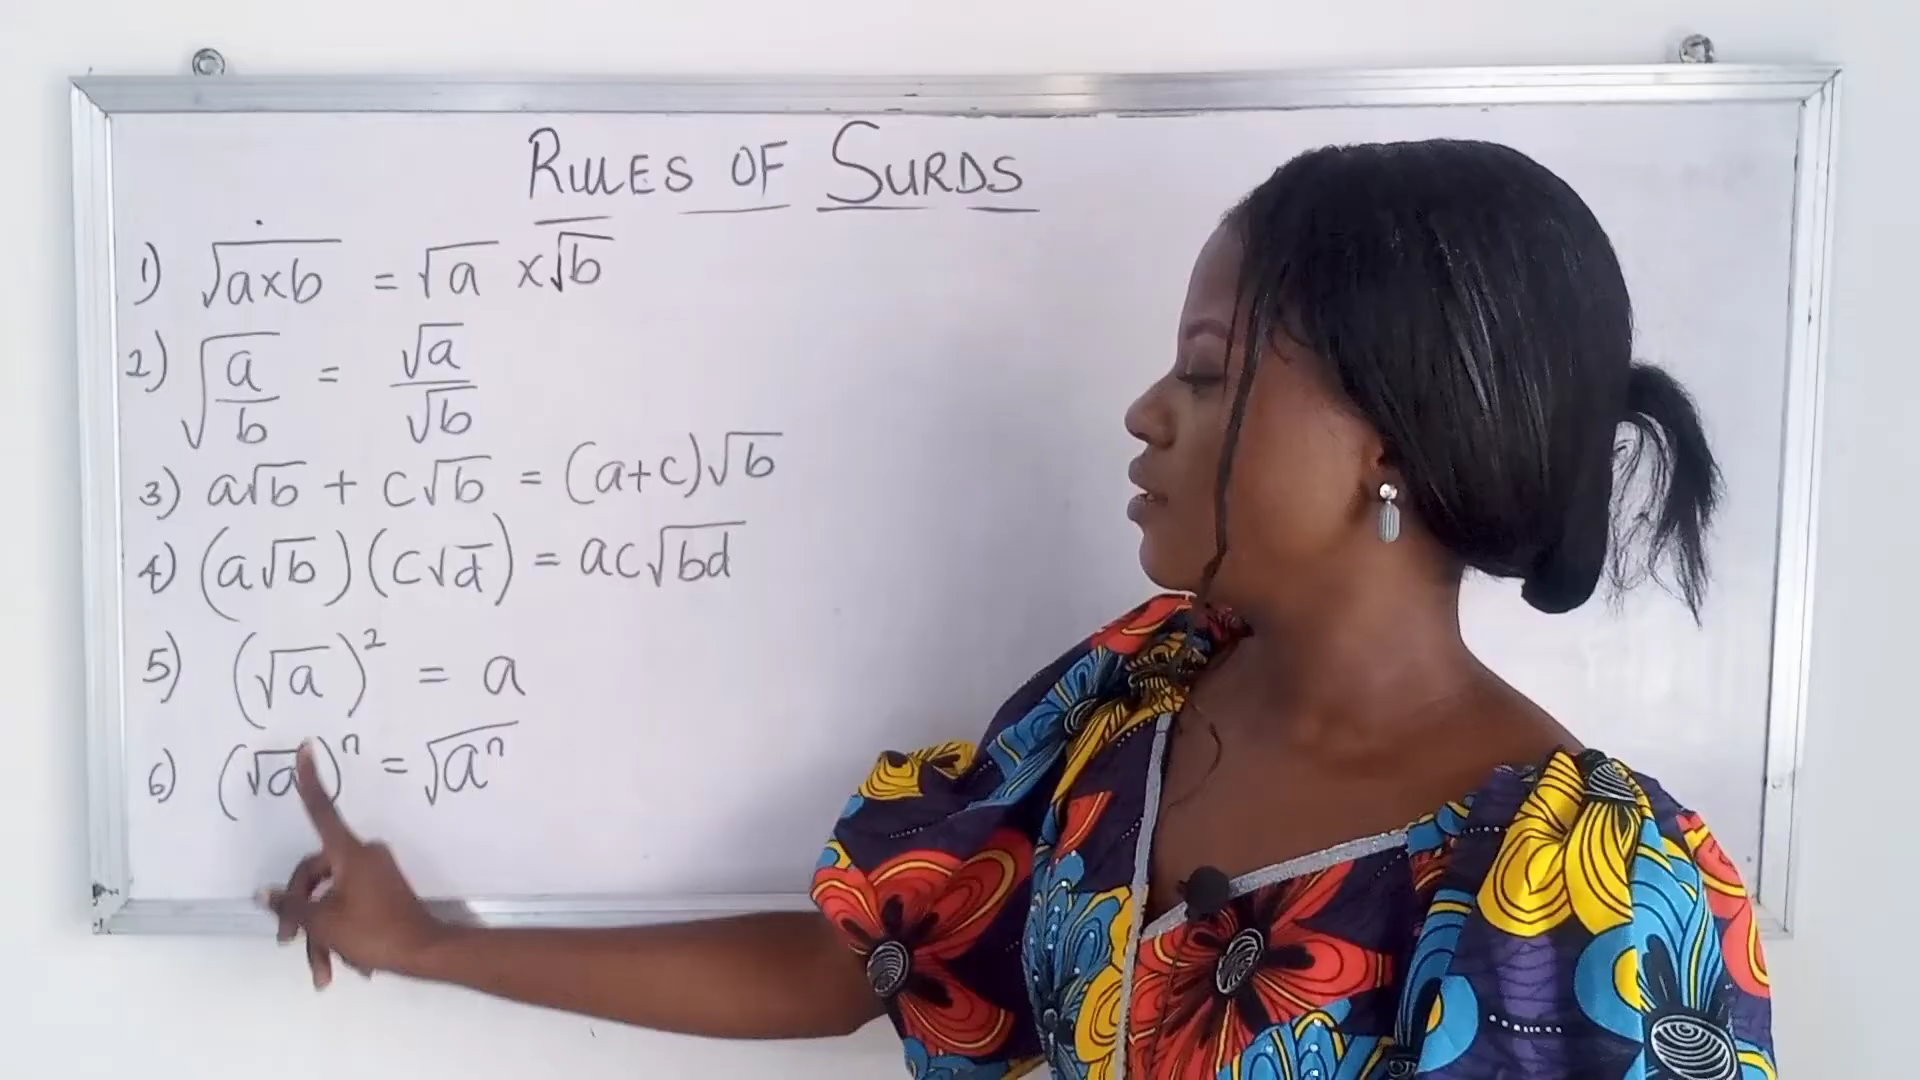 RULES OF SURDS
1) √(a×b) = √a ×√b
2) √(a/b) = √a/√b
3) a√b + c√b = (a+c)√b
4) (a√b)(c√d) = ac√(bd)
5) (√a)² = a
6) (√a)ⁿ = √(aⁿ)